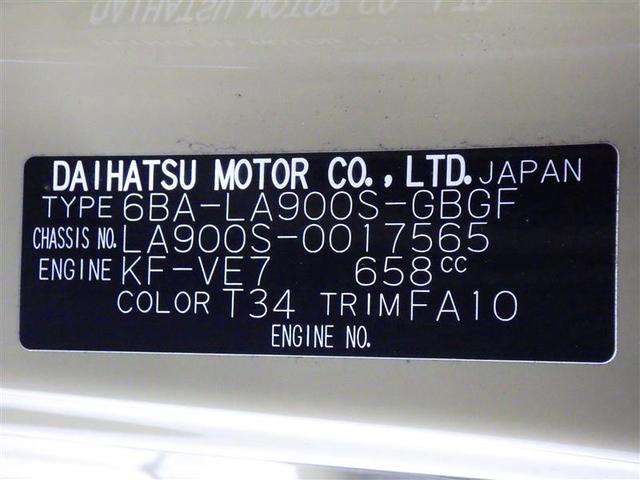 DAIHATSU MOTOR CO., LTD. JAPAN
TYPE 6BA-LA900S-GBGF
CHASSIS NO. LA900S-0017565
ENGINE KF-VE7 658cc
COLOR T34 TRIM FA10
ENGINE NO.